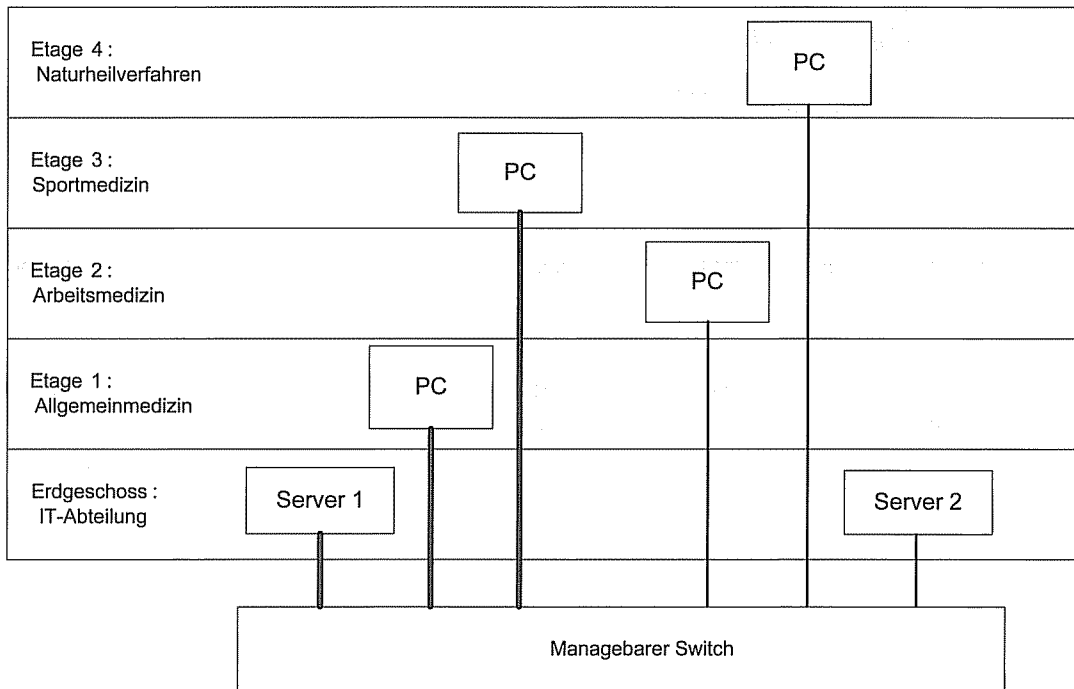 Etage 4 :
Naturheilverfahren
PC
Etage 3 :
Sportmedizin
PC
Etage 2 :
Arbeitsmedizin
PC
Etage 1 :
Allgemeinmedizin
PC
Erdgeschoss :
IT-Abteilung
Server 1
Server 2
Managebarer Switch